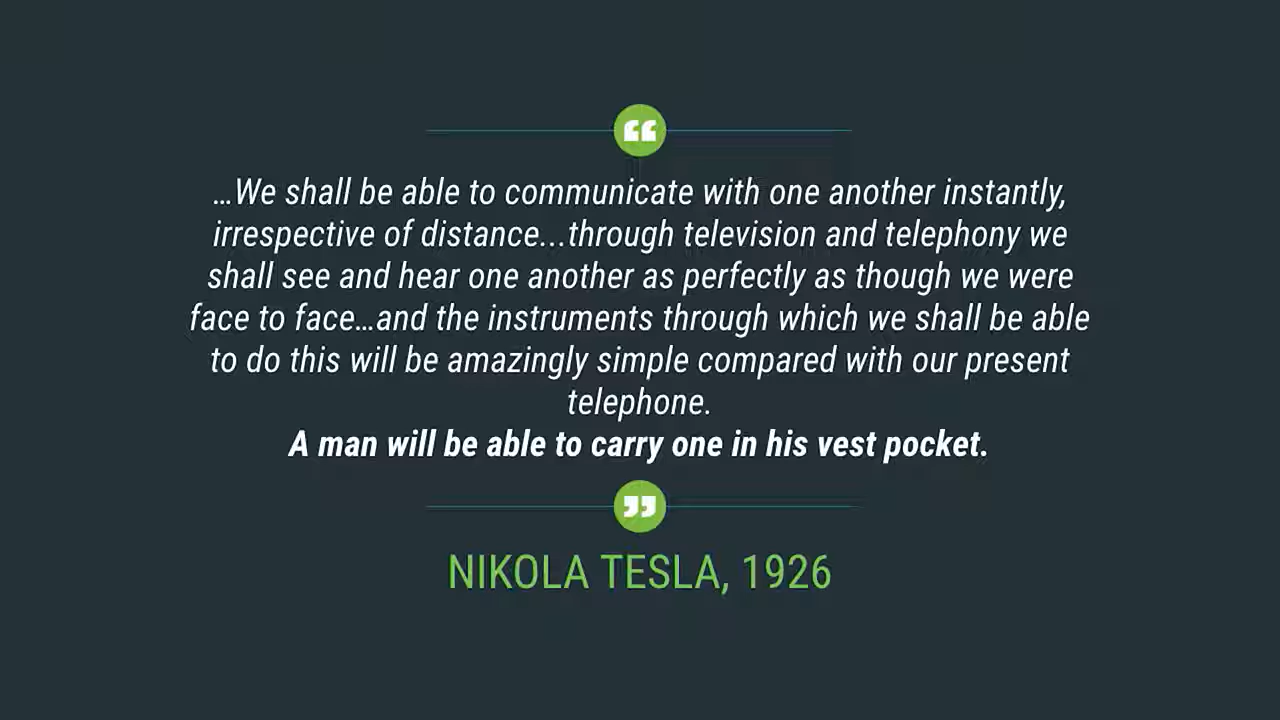 “
…We shall be able to communicate with one another instantly,
irrespective of distance...through television and telephony we
shall see and hear one another as perfectly as though we were
face to face…and the instruments through which we shall be able
to do this will be amazingly simple compared with our present
telephone.
A man will be able to carry one in his vest pocket.
”
NIKOLA TESLA, 1926